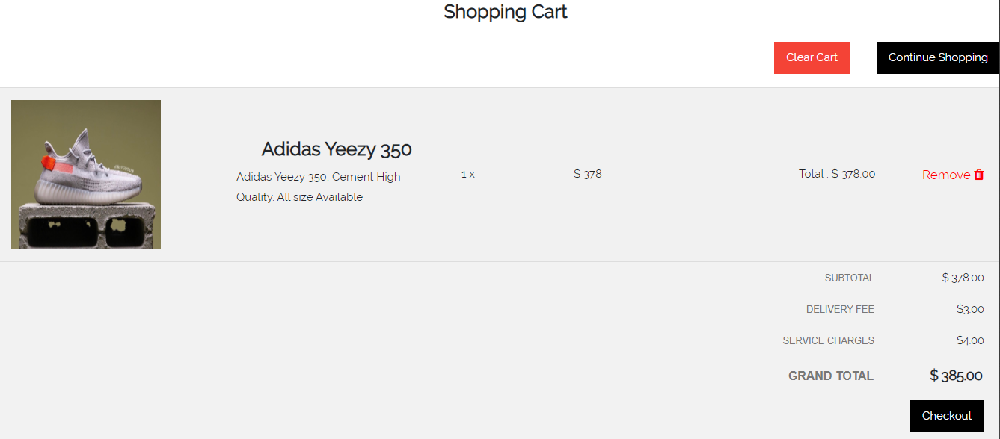 Shopping Cart
Clear Cart
Continue Shopping
Adidas Yeezy 350
Adidas Yeezy 350, Cement High
Quality. All size Available
1 x
$ 378
Total : $ 378.00
Remove
SUBTOTAL
$ 378.00
DELIVERY FEE
$3.00
SERVICE CHARGES
$4.00
GRAND TOTAL
$ 385.00
Checkout